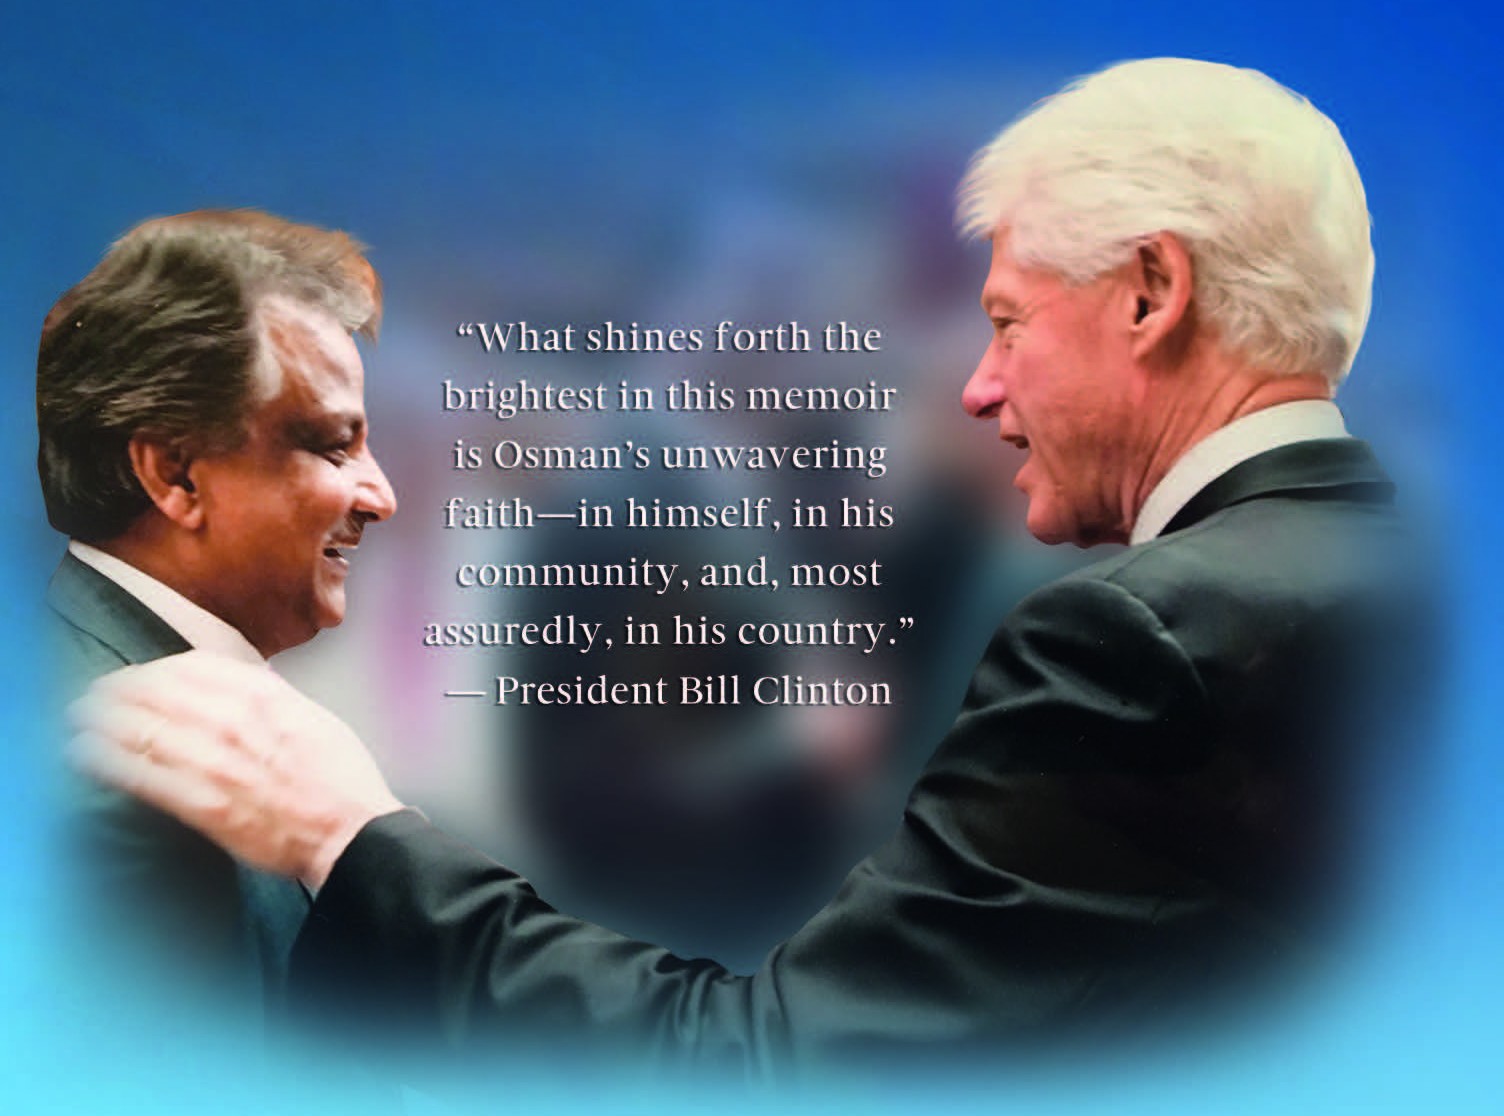 “What shines forth the
brightest in this memoir
is Osman’s unwavering
faith—in himself, in his
community, and, most
assuredly, in his country.”
— President Bill Clinton